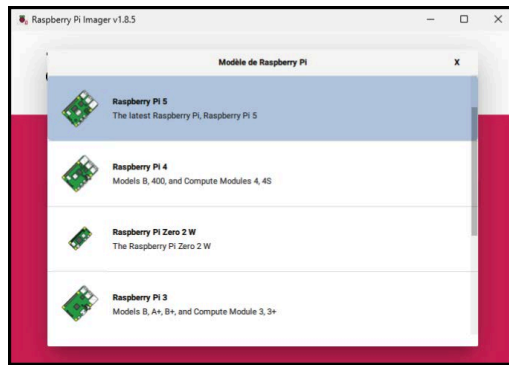 Raspberry Pi Imager v1.8.5
Modèle de Raspberry Pi
X
Raspberry Pi 5
The latest Raspberry Pi, Raspberry Pi 5
Raspberry Pi 4
Models B, 400, and Compute Modules 4, 4S
Raspberry Pi Zero 2 W
The Raspberry Pi Zero 2 W
Raspberry Pi 3
Models B, A+, B+, and Compute Module 3, 3+